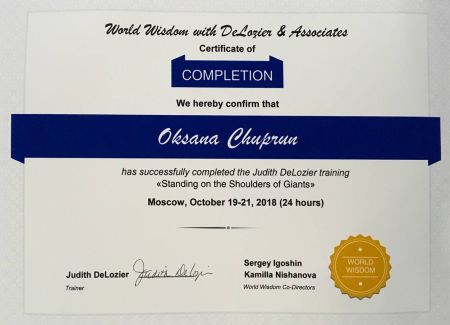 World Wisdom with DeLozier & Associates
Certificate of
COMPLETION
We hereby confirm that
Oksana Chuprun
has successfully completed the Judith DeLozier training
«Standing on the Shoulders of Giants»
Moscow, October 19-21, 2018 (24 hours)
Judith DeLozier
Trainer
Judith DeLozier
Sergey Igoshin
Kamilla Nishanova
World Wisdom Co-Directors
WORLD
WISDOM